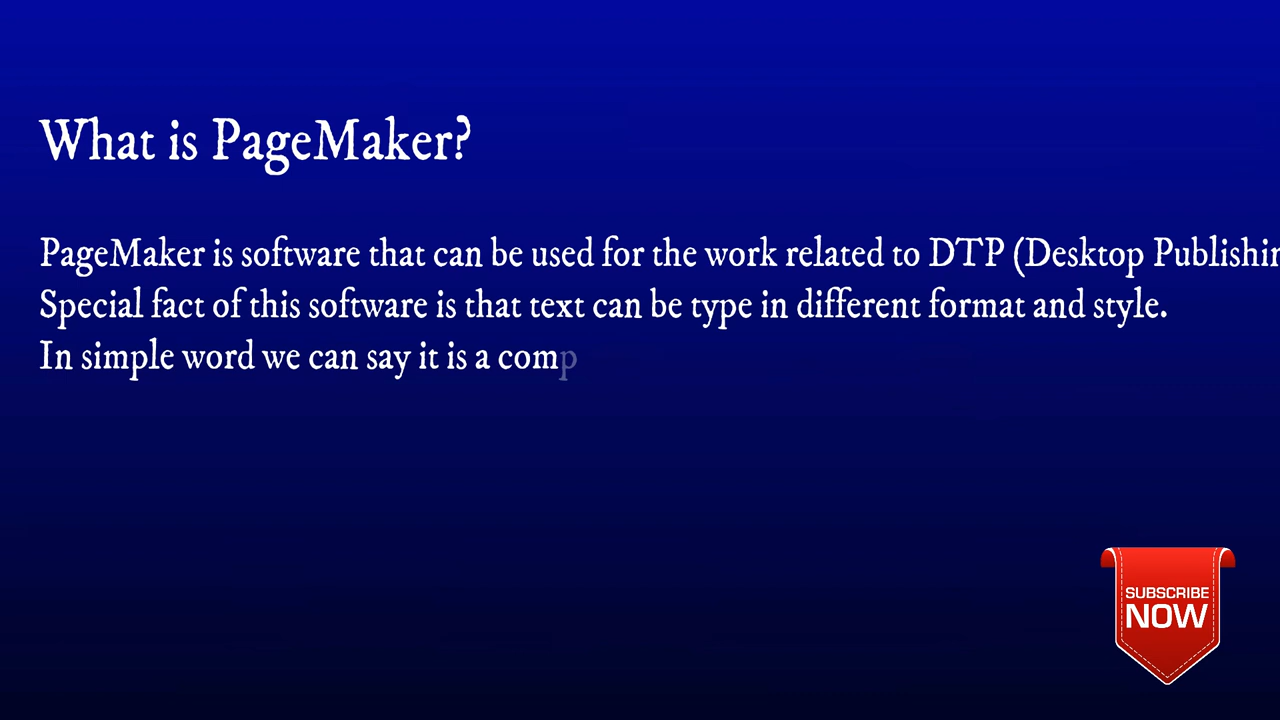 What is PageMaker?
PageMaker is software that can be used for the work related to DTP (Desktop Publishin
Special fact of this software is that text can be type in different format and style.
In simple word we can say it is a comp
SUBSCRIBE
NOW